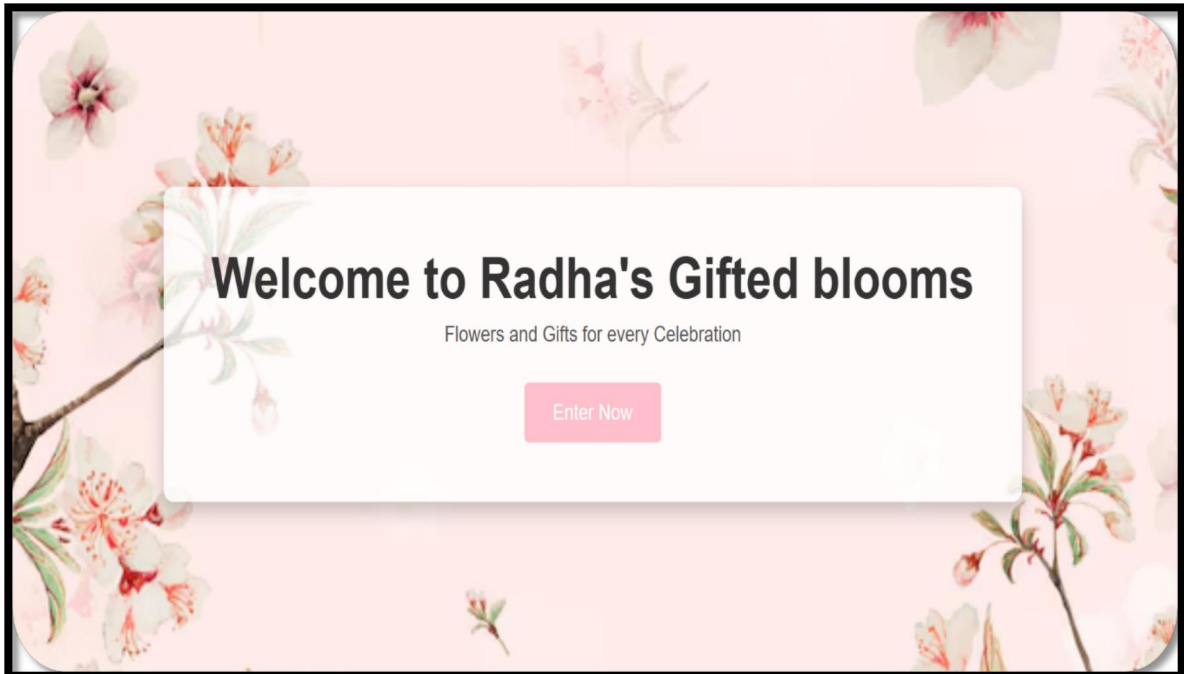 Welcome to Radha's Gifted blooms
Flowers and Gifts for every Celebration
Enter Now